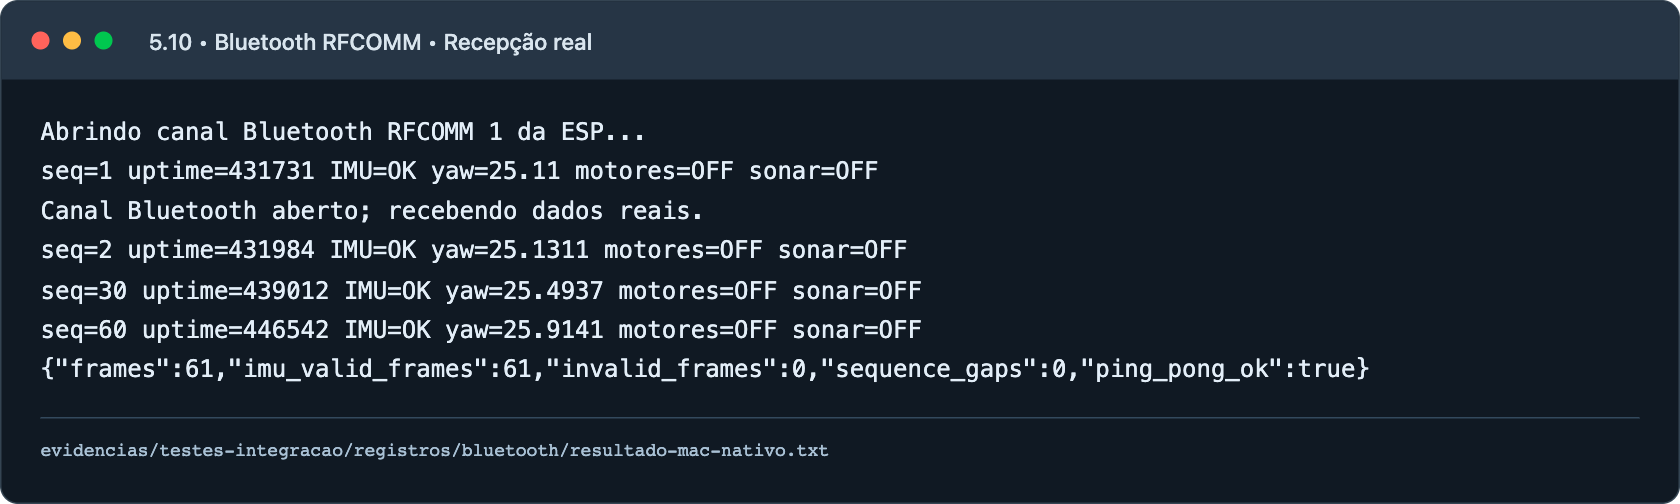 5.10 • Bluetooth RFCOMM • Recepção real
Abrindo canal Bluetooth RFCOMM 1 da ESP...
seq=1 uptime=431731 IMU=OK yaw=25.11 motores=OFF sonar=OFF
Canal Bluetooth aberto; recebendo dados reais.
seq=2 uptime=431984 IMU=OK yaw=25.1311 motores=OFF sonar=OFF
seq=30 uptime=439012 IMU=OK yaw=25.4937 motores=OFF sonar=OFF
seq=60 uptime=446542 IMU=OK yaw=25.9141 motores=OFF sonar=OFF
{"frames":61,"imu_valid_frames":61,"invalid_frames":0,"sequence_gaps":0,"ping_pong_ok":true}
evidencias/testes-integracao/registros/bluetooth/resultado-mac-nativo.txt